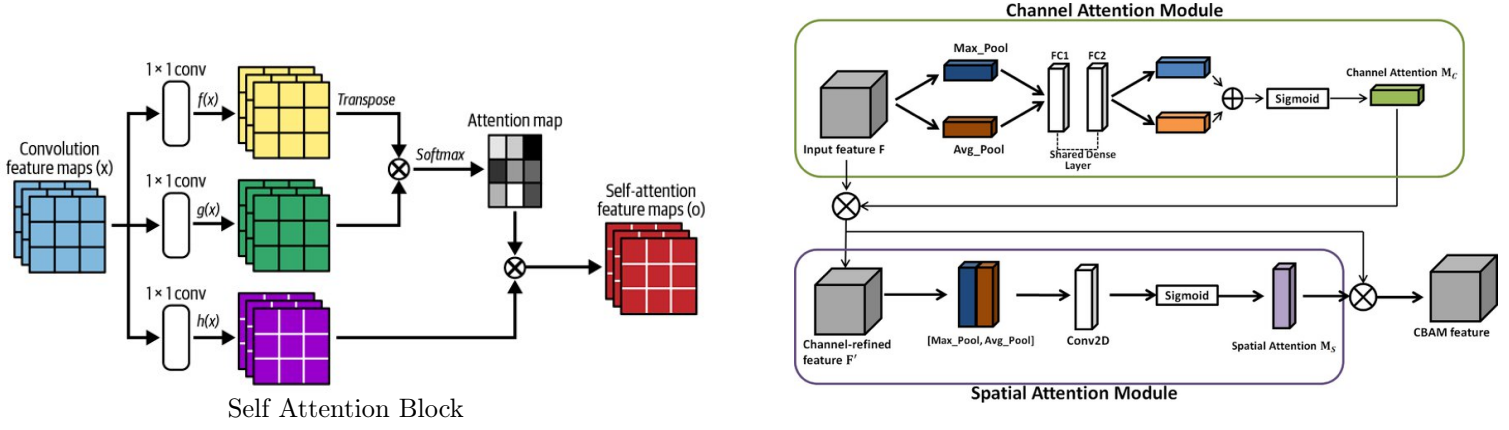 1 × 1 conv
f(x)
Transpose
Convolution
feature maps (x)
1 × 1 conv
g(x)
Softmax
Attention map
1 × 1 conv
h(x)
Self-attention
feature maps (o)
Self Attention Block
Channel Attention Module
Max_Pool
FC1
FC2
Input feature F
Avg_Pool
Shared Dense
Layer
Sigmoid
Channel Attention M_C
Channel-refined
feature F′
[Max_Pool, Avg_Pool]
Conv2D
Sigmoid
Spatial Attention M_S
CBAM feature
Spatial Attention Module